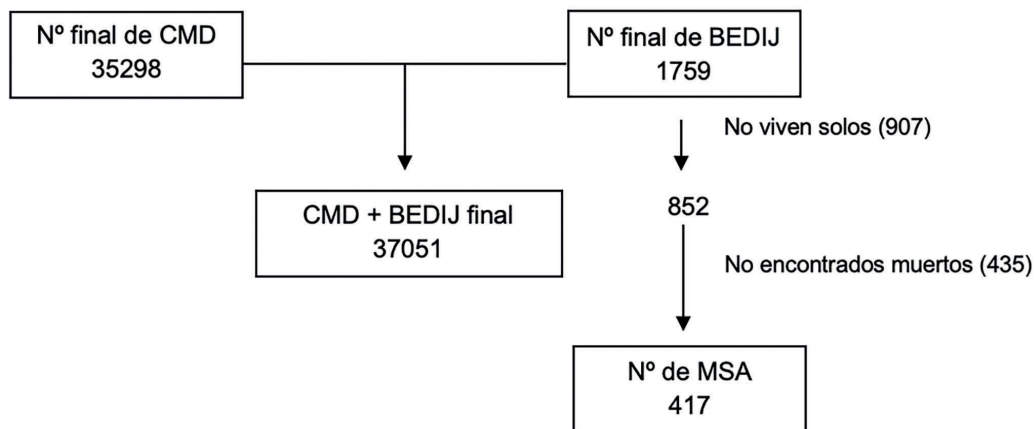 Nº final de CMD
35298
Nº final de BEDIJ
1759
No viven solos (907)
CMD + BEDIJ final
37051
852
No encontrados muertos (435)
Nº de MSA
417